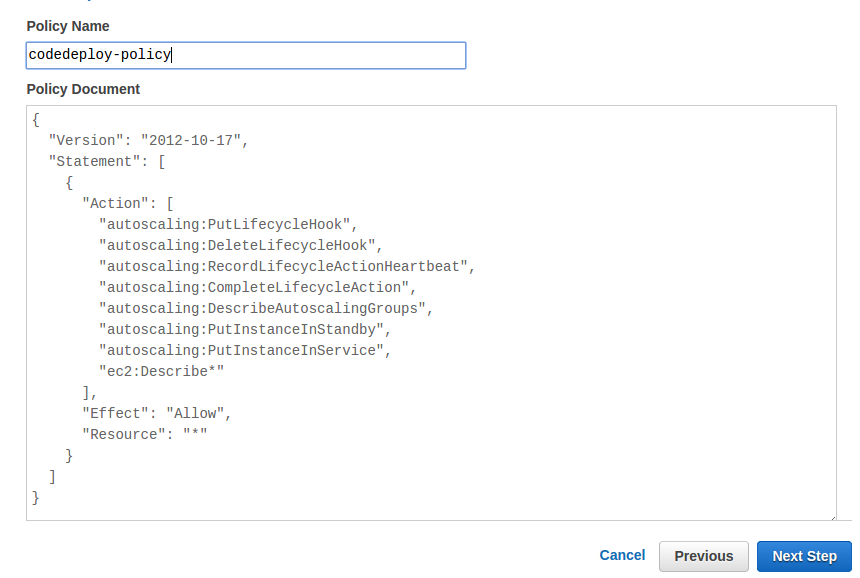 Policy Name
codedeploy-policy
Policy Document
{
  "Version": "2012-10-17",
  "Statement": [
    {
      "Action": [
        "autoscaling:PutLifecycleHook",
        "autoscaling:DeleteLifecycleHook",
        "autoscaling:RecordLifecycleActionHeartbeat",
        "autoscaling:CompleteLifecycleAction",
        "autoscaling:DescribeAutoscalingGroups",
        "autoscaling:PutInstanceInStandby",
        "autoscaling:PutInstanceInService",
        "ec2:Describe*"
      ],
      "Effect": "Allow",
      "Resource": "*"
    }
  ]
}
Cancel Previous Next Step